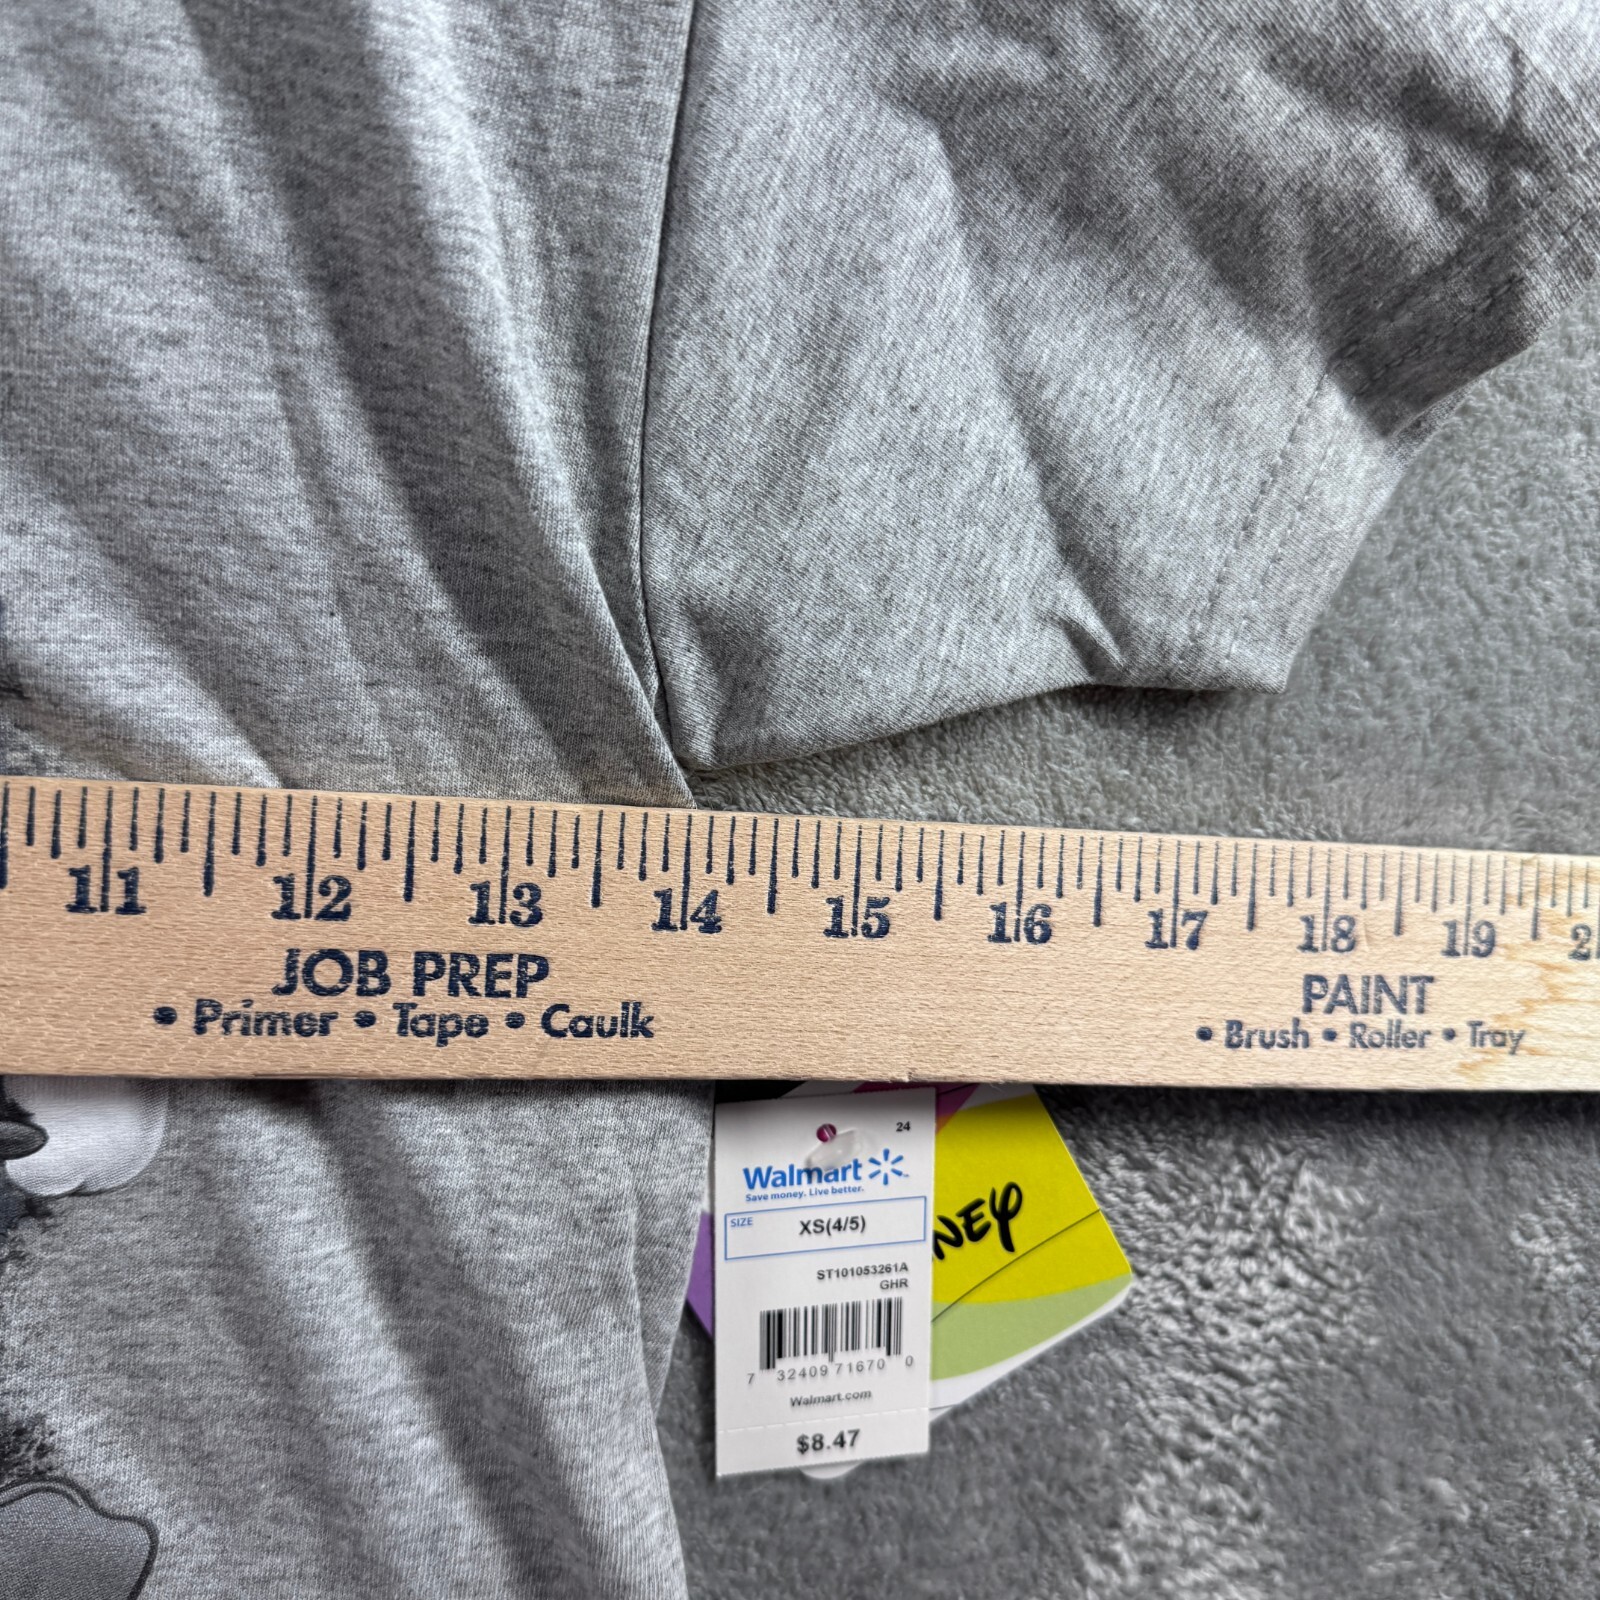 11 12 13 14 15 16 17 18 19 2
JOB PREP
• Primer • Tape • Caulk
PAINT
• Brush • Roller • Tray
24
Walmart
Save money. Live better.
SIZE
XS(4/5)
ST101053261A
GHR
7 32409 71670 0
Walmart.com
$8.47
NEY